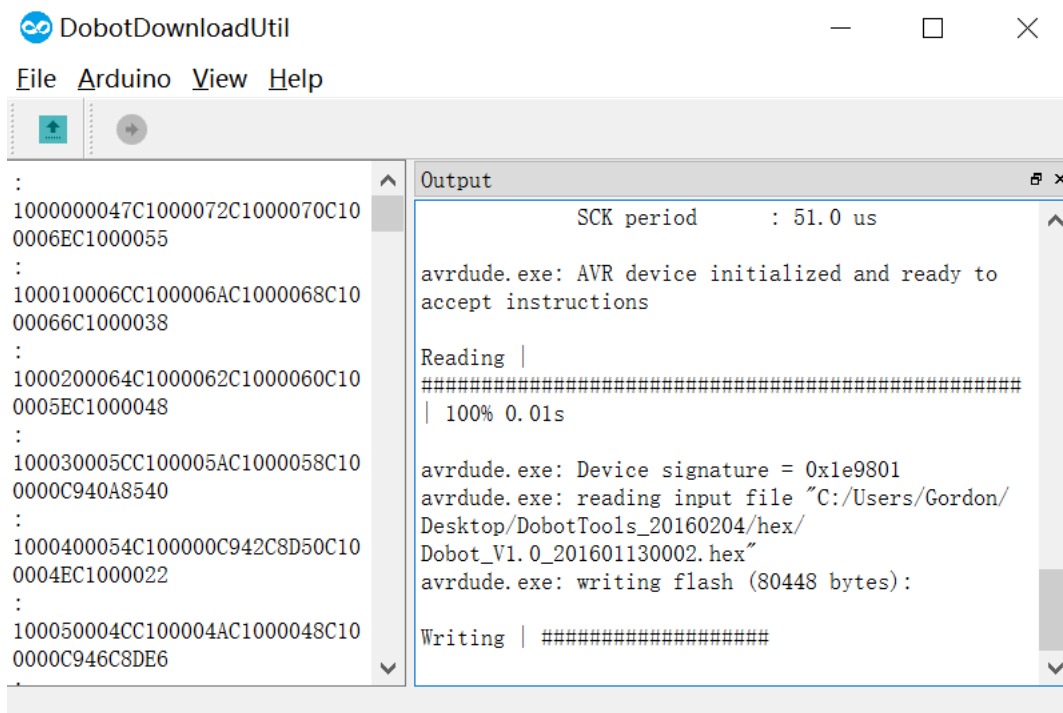 DobotDownloadUtil
File Arduino View Help
:
1000000047C1000072C1000070C10
0006EC1000055
:
100010006CC100006AC1000068C10
00066C1000038
:
1000200064C1000062C1000060C10
0005EC1000048
:
100030005CC100005AC1000058C10
0000C940A8540
:
1000400054C100000C942C8D50C10
0004EC1000022
:
100050004CC100004AC1000048C10
0000C946C8DE6
Output
SCK period : 51.0 us
avrdude.exe: AVR device initialized and ready to
accept instructions
Reading |
##################################################
| 100% 0.01s
avrdude.exe: Device signature = 0x1e9801
avrdude.exe: reading input file "C:/Users/Gordon/
Desktop/DobotTools_20160204/hex/
Dobot_V1.0_201601130002.hex"
avrdude.exe: writing flash (80448 bytes):
Writing | ###################